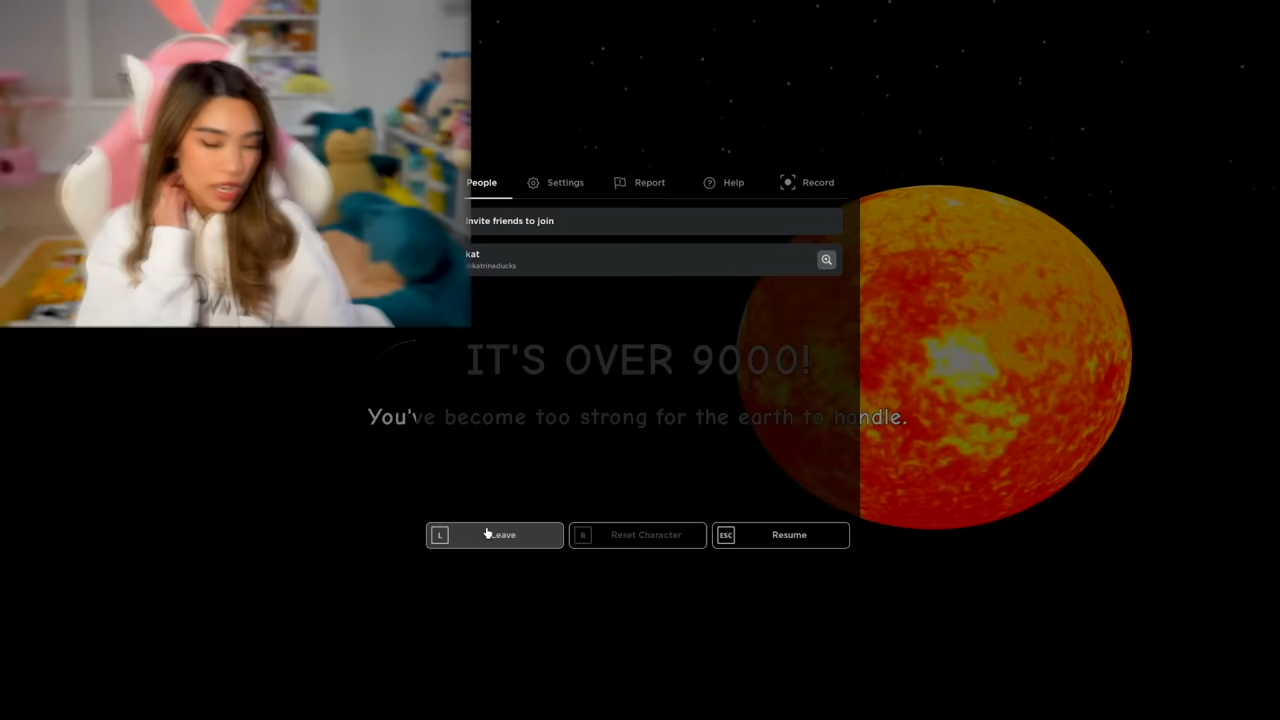 People Settings Report Help Record
Invite friends to join
kat
@katrinaducks
IT'S OVER 9000!
You've become too strong for the earth to handle.
L Leave R Reset Character ESC Resume